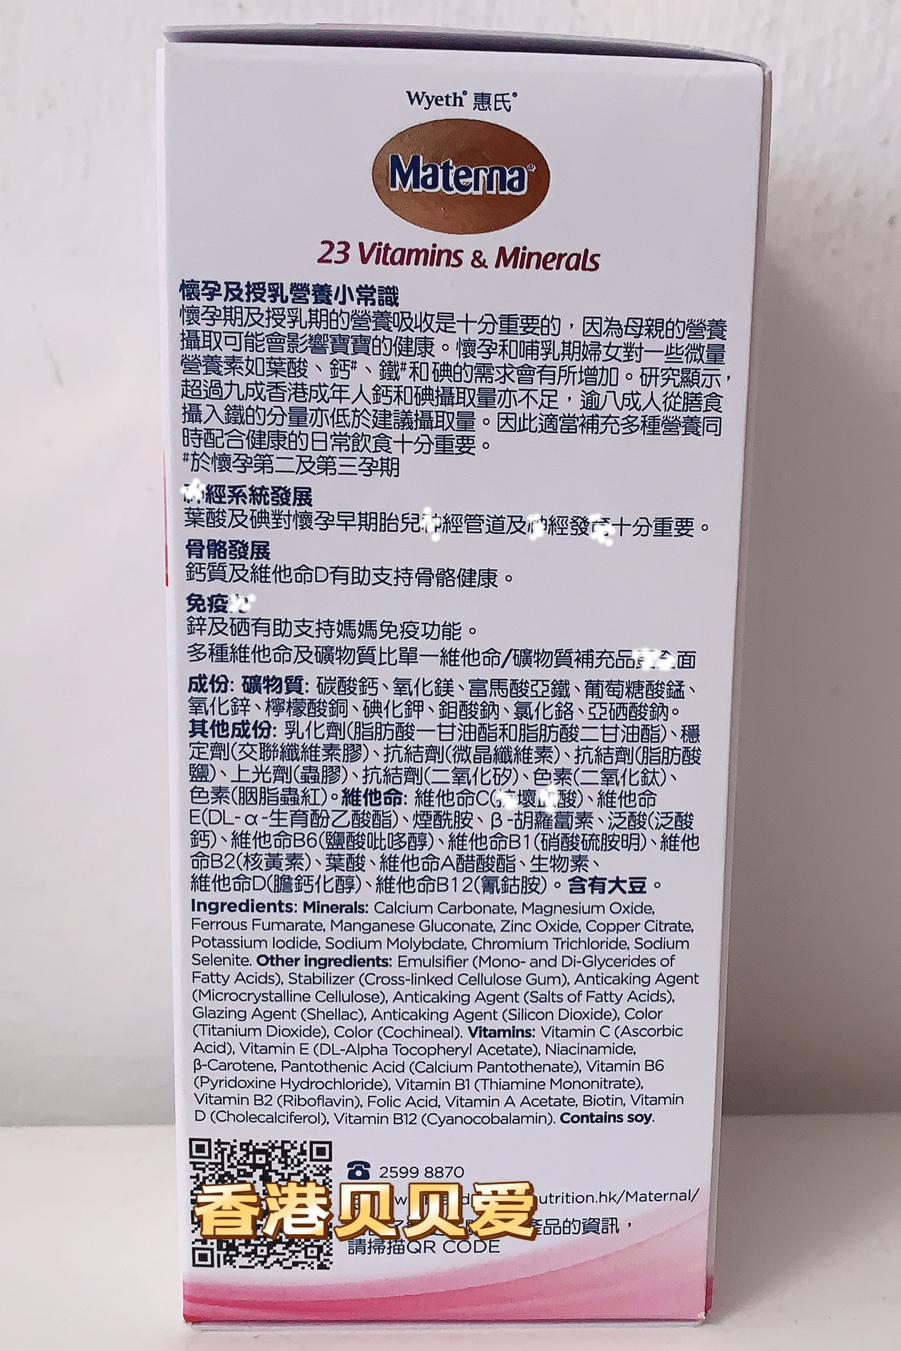 Wyeth® 惠氏®
Materna®
23 Vitamins & Minerals
懷孕及授乳營養小常識
懷孕期及授乳期的營養吸收是十分重要的，因為母親的營養
攝取可能會影響寶寶的健康。懷孕和哺乳期婦女對一些微量
營養素如葉酸、鈣#、鐵#和碘的需求會有所增加。研究顯示，
超過九成香港成年人鈣和碘攝取量亦不足，逾八成人從膳食
攝入鐵的分量亦低於建議攝取量。因此適當補充多種營養同
時配合健康的日常飲食十分重要。
#於懷孕第二及第三孕期
經系統發展
葉酸及碘對懷孕早期胎兒神經管道及神經發十分重要。
骨骼發展
鈣質及維他命D有助支持骨骼健康。
免疫
鋅及硒有助支持媽媽免疫功能。
多種維他命及礦物質比單一維他命/礦物質補充品面
成份: 礦物質: 碳酸鈣、氧化鎂、富馬酸亞鐵、葡萄糖酸錳、
氧化鋅、檸檬酸銅、碘化鉀、鉬酸鈉、氯化鉻、亞硒酸鈉。
其他成份: 乳化劑(脂肪酸一甘油酯和脂肪酸二甘油酯)、穩
定劑(交聯纖維素膠)、抗結劑(微晶纖維素)、抗結劑(脂肪酸
鹽)、上光劑(蟲膠)、抗結劑(二氧化矽)、色素(二氧化鈦)、
色素(胭脂蟲紅)。維他命: 維他命C(壞酸)、維他命
E(DL-α-生育酚乙酸酯)、煙酰胺、β-胡蘿蔔素、泛酸(泛酸
鈣)、維他命B6(鹽酸吡哆醇)、維他命B1(硝酸硫胺明)、維他
命B2(核黃素)、葉酸、維他命A醋酸酯、生物素、
維他命D(膽鈣化醇)、維他命B12(氰鈷胺)。含有大豆。
Ingredients: Minerals: Calcium Carbonate, Magnesium Oxide,
Ferrous Fumarate, Manganese Gluconate, Zinc Oxide, Copper Citrate,
Potassium Iodide, Sodium Molybdate, Chromium Trichloride, Sodium
Selenite. Other ingredients: Emulsifier (Mono- and Di-Glycerides of
Fatty Acids), Stabilizer (Cross-linked Cellulose Gum), Anticaking Agent
(Microcrystalline Cellulose), Anticaking Agent (Salts of Fatty Acids),
Glazing Agent (Shellac), Anticaking Agent (Silicon Dioxide), Color
(Titanium Dioxide), Color (Cochineal). Vitamins: Vitamin C (Ascorbic
Acid), Vitamin E (DL-Alpha Tocopheryl Acetate), Niacinamide,
β-Carotene, Pantothenic Acid (Calcium Pantothenate), Vitamin B6
(Pyridoxine Hydrochloride), Vitamin B1 (Thiamine Mononitrate),
Vitamin B2 (Riboflavin), Folic Acid, Vitamin A Acetate, Biotin, Vitamin
D (Cholecalciferol), Vitamin B12 (Cyanocobalamin). Contains soy.
2599 8870
utrition.hk/Maternal/
香港贝贝爱
產品的資訊，
請掃描QR CODE